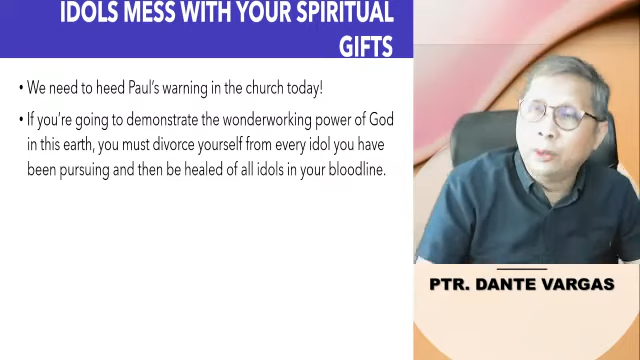 IDOLS MESS WITH YOUR SPIRITUAL
GIFTS
• We need to heed Paul's warning in the church today!
• If you're going to demonstrate the wonderworking power of God
in this earth, you must divorce yourself from every idol you have
been pursuing and then be healed of all idols in your bloodline.
PTR. DANTE VARGAS